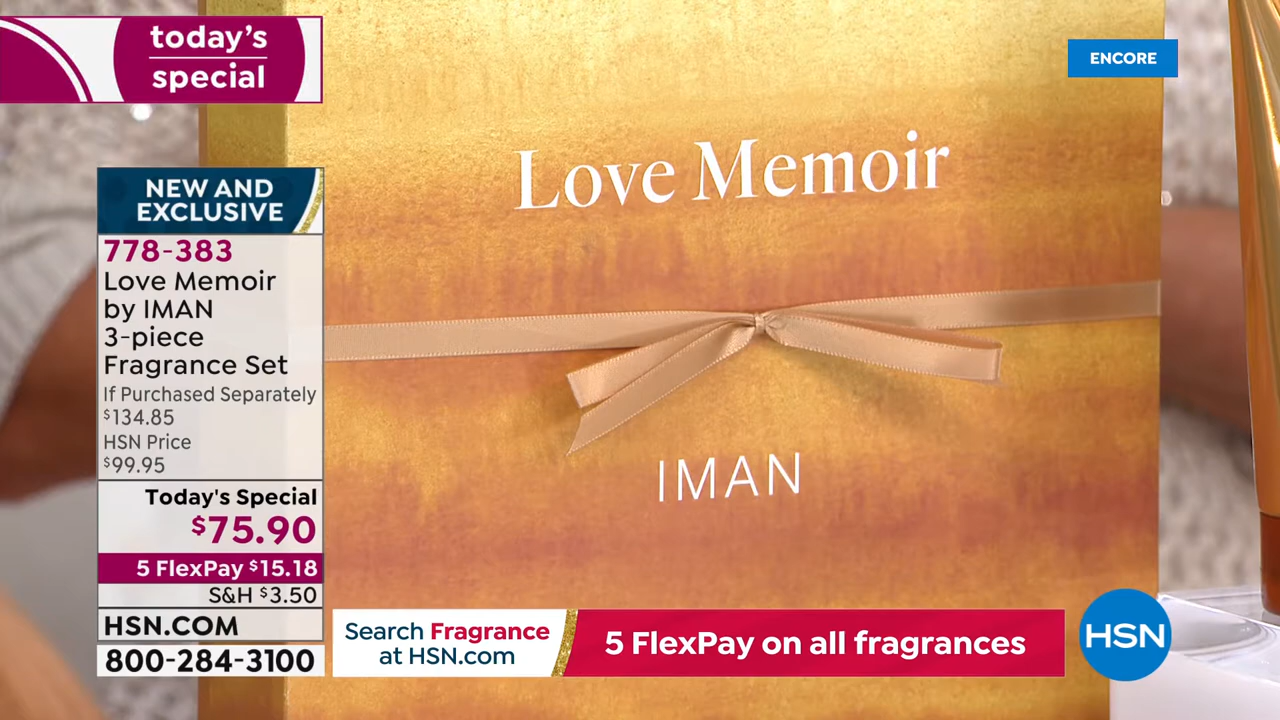 today's
special
ENCORE
Love Memoir
IMAN
NEW AND
EXCLUSIVE
778-383
Love Memoir
by IMAN
3-piece
Fragrance Set
If Purchased Separately
$134.85
HSN Price
$99.95
Today's Special
$75.90
5 FlexPay $15.18
S&H $3.50
HSN.COM
800-284-3100
Search Fragrance
at HSN.com
5 FlexPay on all fragrances
HSN